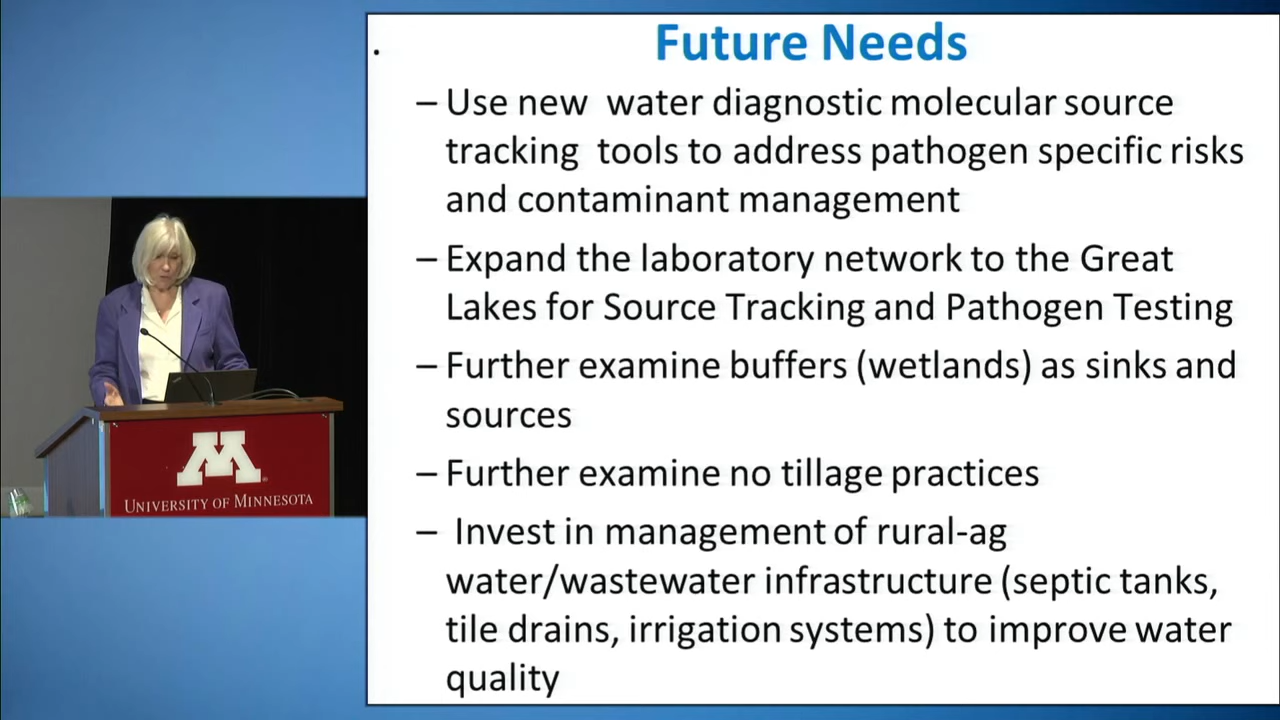 Future Needs
– Use new water diagnostic molecular source
tracking tools to address pathogen specific risks
and contaminant management
– Expand the laboratory network to the Great
Lakes for Source Tracking and Pathogen Testing
– Further examine buffers (wetlands) as sinks and
sources
– Further examine no tillage practices
– Invest in management of rural-ag
water/wastewater infrastructure (septic tanks,
tile drains, irrigation systems) to improve water
quality
M
UNIVERSITY OF MINNESOTA